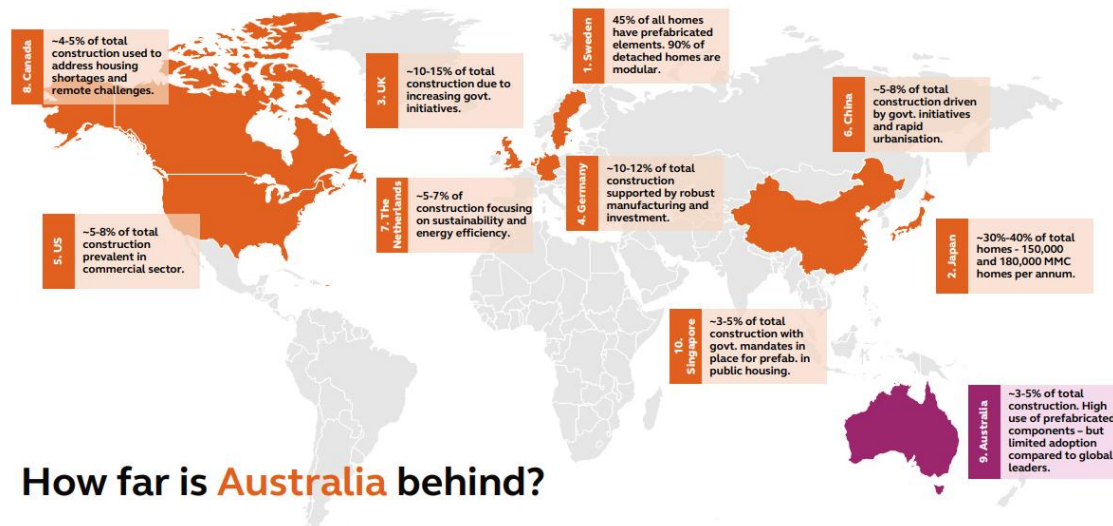 8. Canada
~4-5% of total
construction used to
address housing
shortages and
remote challenges.
3. UK
~10-15% of total
construction due to
increasing govt.
initiatives.
1. Sweden
45% of all homes
have prefabricated
elements. 90% of
detached homes are
modular.
6. China
~5-8% of total
construction driven
by govt. initiatives
and rapid
urbanisation.
5. US
~5-8% of total
construction
prevalent in
commercial sector.
7. The
Netherlands
~5-7% of
construction focusing
on sustainability and
energy efficiency.
4. Germany
~10-12% of total
construction
supported by robust
manufacturing and
investment.
2. Japan
~30%-40% of total
homes - 150,000
and 180,000 MMC
homes per annum.
10.
Singapore
~3-5% of total
construction with
govt. mandates in
place for prefab. in
public housing.
9. Australia
~3-5% of total
construction. High
use of prefabricated
components – but
limited adoption
compared to global
leaders.
How far is Australia behind?